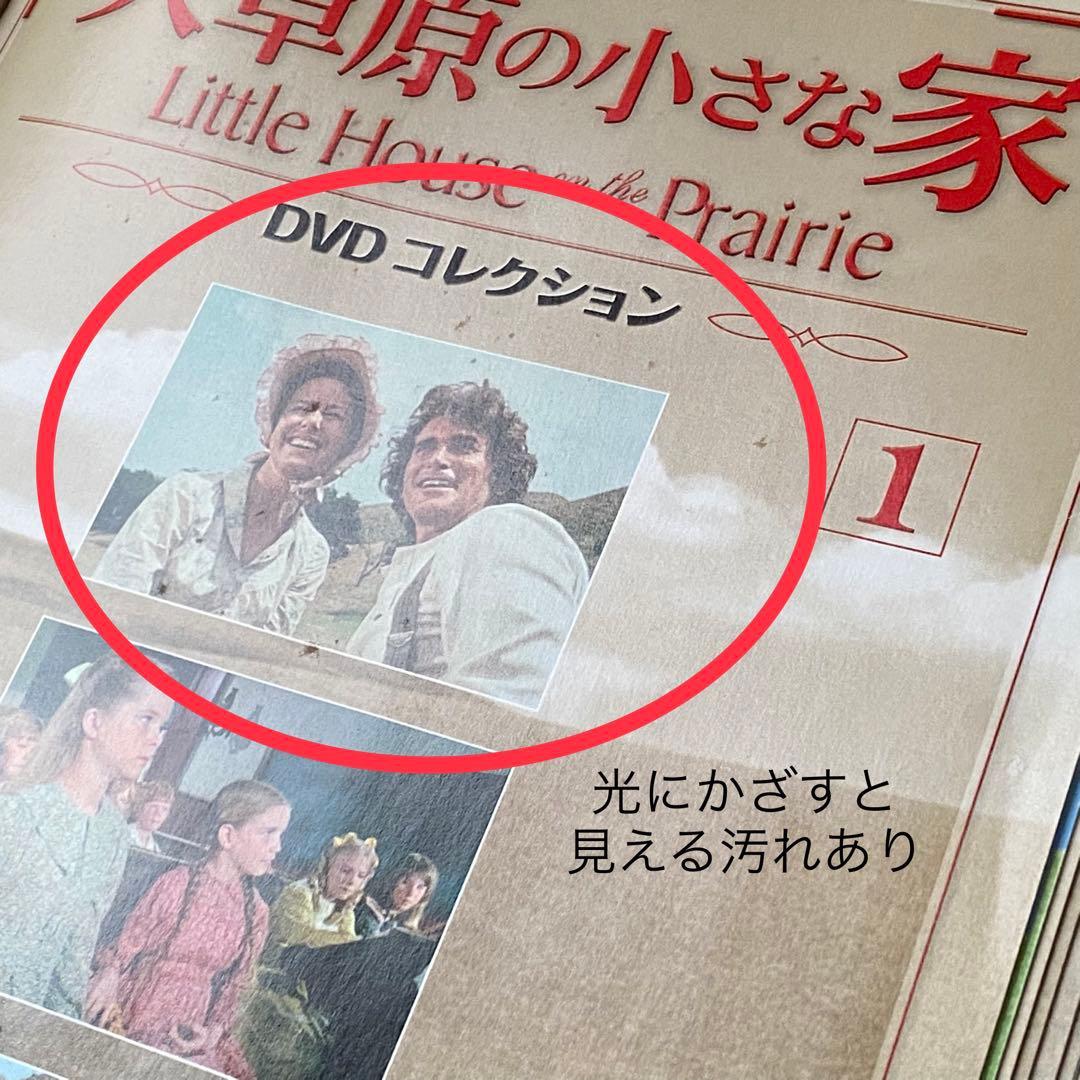 大草原の小さな家
Little House on the Prairie
DVD コレクション
1
光にかざすと
見える汚れあり